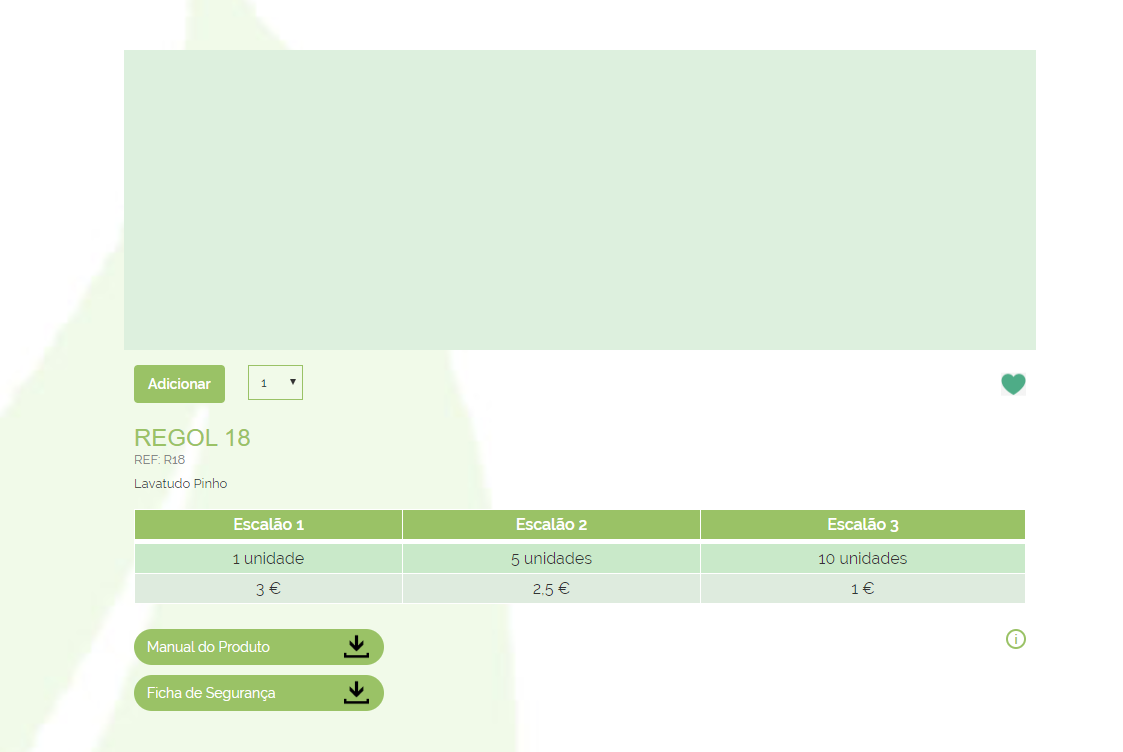 Adicionar 1
REGOL 18
REF: R18
Lavatudo Pinho
Escalão 1 Escalão 2 Escalão 3
1 unidade 5 unidades 10 unidades
3 € 2,5 € 1 €
Manual do Produto
Ficha de Segurança